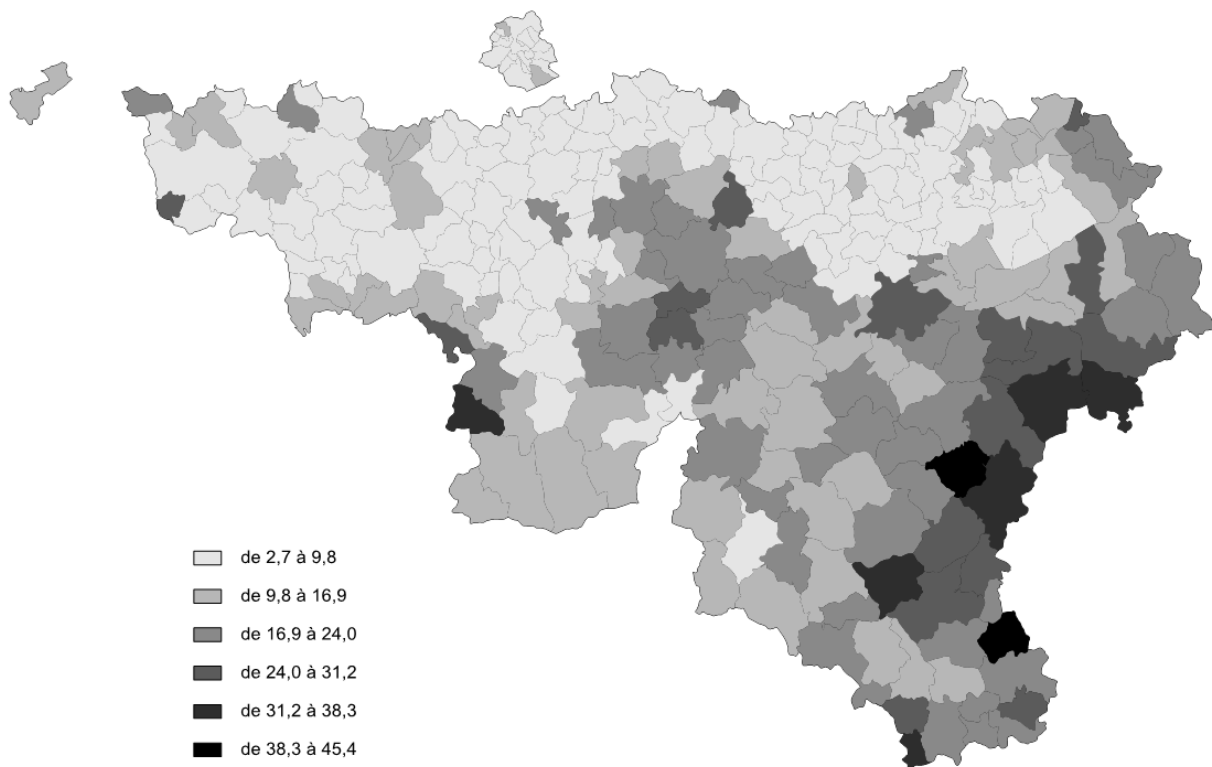 de 2,7 à 9,8
de 9,8 à 16,9
de 16,9 à 24,0
de 24,0 à 31,2
de 31,2 à 38,3
de 38,3 à 45,4